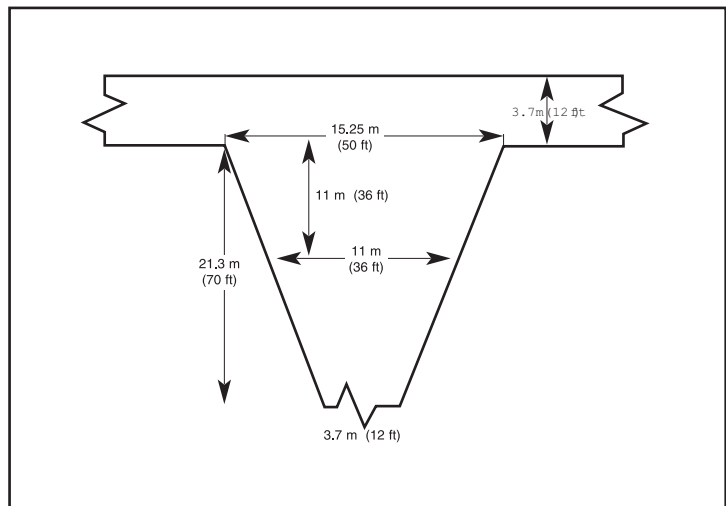 3.7m (12 ft)
15.25 m
(50 ft)
11 m (36 ft)
11 m
(36 ft)
21.3 m
(70 ft)
3.7 m (12 ft)